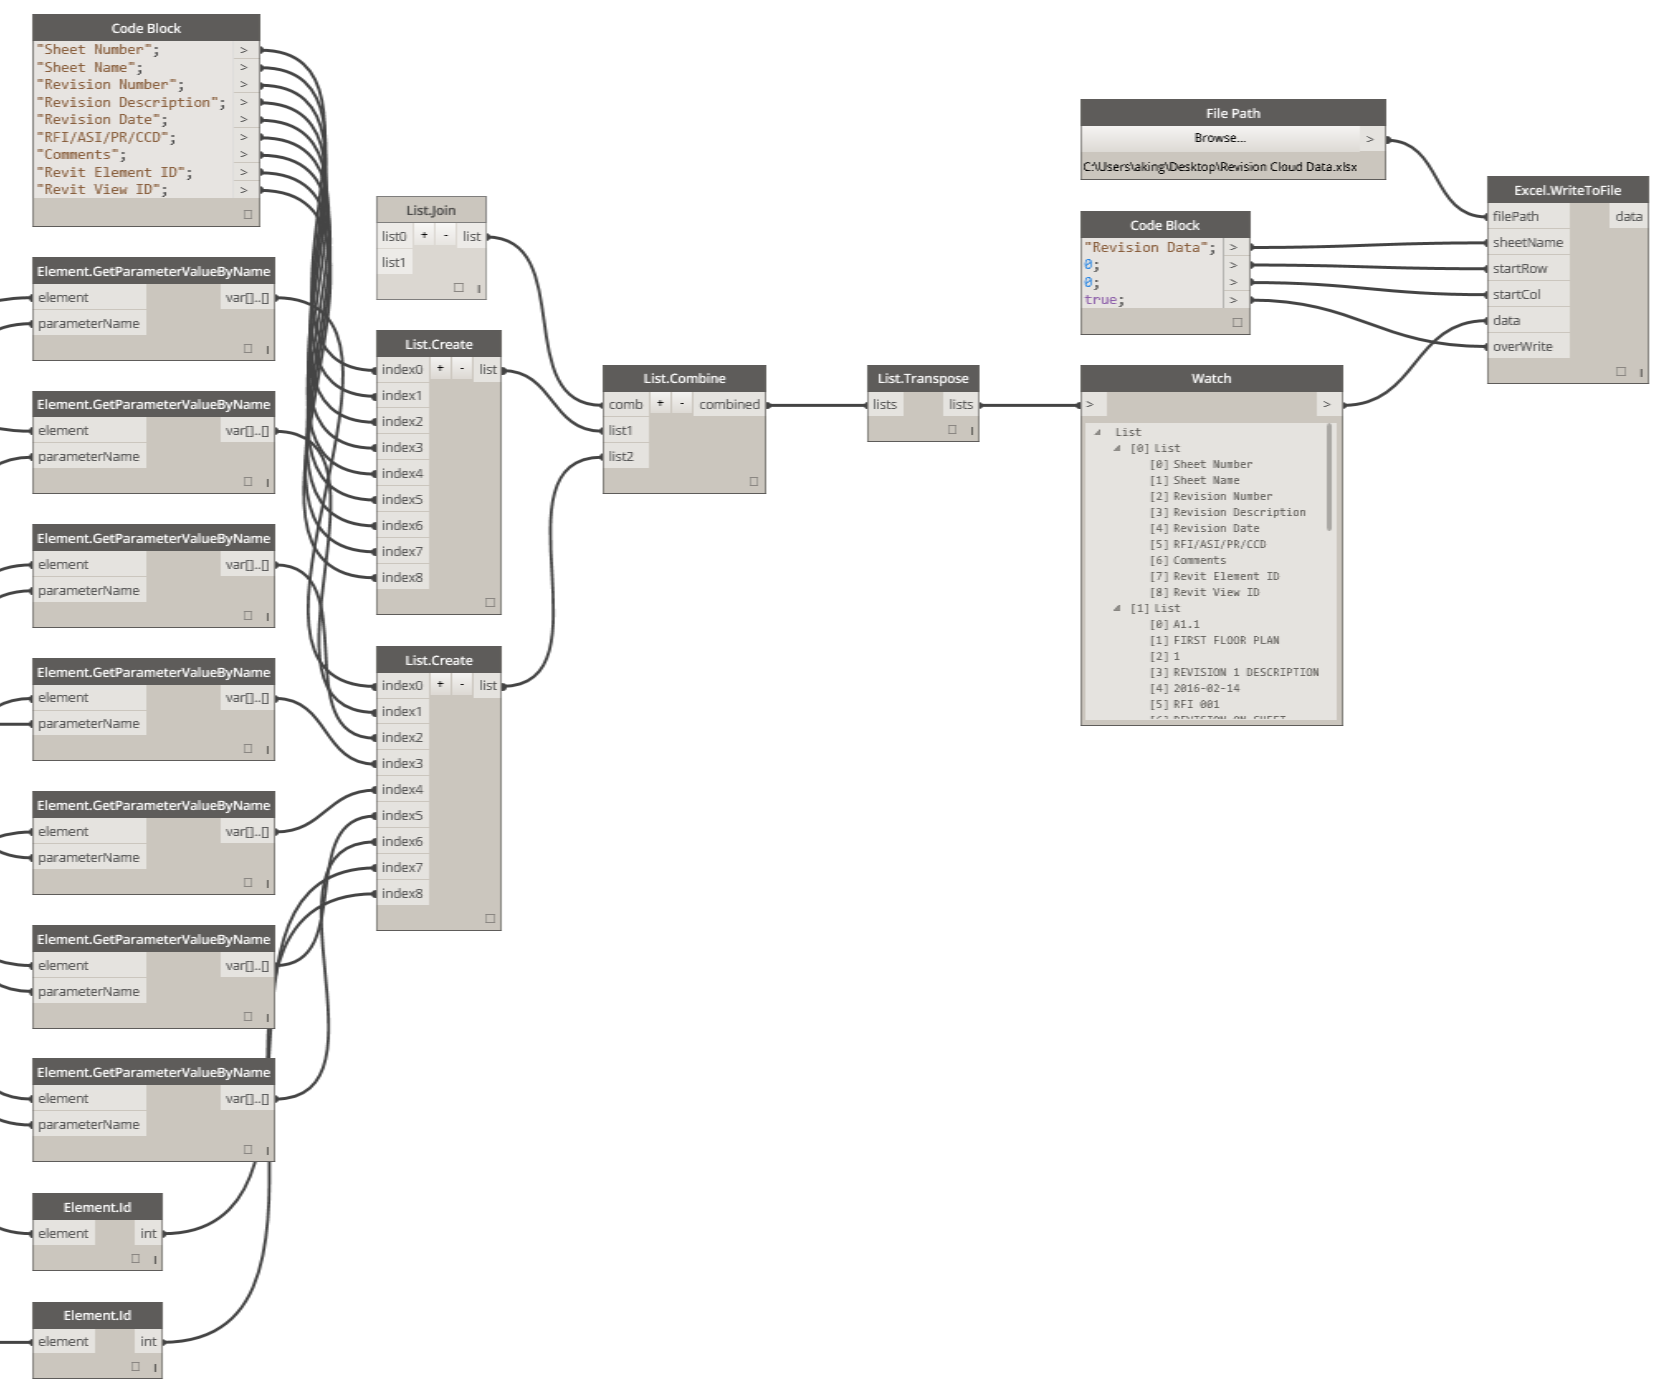 Code Block
"Sheet Number"; >
"Sheet Name"; >
"Revision Number"; >
"Revision Description"; >
"Revision Date"; >
"RFI/ASI/PR/CCD"; >
"Comments"; >
"Revit Element ID"; >
"Revit View ID"; >
Element.GetParameterValueByName
element var[]..[]
parameterName
Element.GetParameterValueByName
element var[]..[]
parameterName
Element.GetParameterValueByName
element var[]..[]
parameterName
Element.GetParameterValueByName
element var[]..[]
parameterName
Element.GetParameterValueByName
element var[]..[]
parameterName
Element.GetParameterValueByName
element var[]..[]
parameterName
Element.GetParameterValueByName
element var[]..[]
parameterName
Element.Id
element int
Element.Id
element int
List.Join
list0 + - list
list1
List.Create
index0 + - list
index1
index2
index3
index4
index5
index6
index7
index8
List.Create
index0 + - list
index1
index2
index3
index4
index5
index6
index7
index8
List.Combine
comb + - combined
list1
list2
List.Transpose
lists lists
File Path
Browse... >
C:\Users\aking\Desktop\Revision Cloud Data.xlsx
Code Block
"Revision Data"; >
0; >
0; >
true; >
Watch
> >
List
[0] List
[0] Sheet Number
[1] Sheet Name
[2] Revision Number
[3] Revision Description
[4] Revision Date
[5] RFI/ASI/PR/CCD
[6] Comments
[7] Revit Element ID
[8] Revit View ID
[1] List
[0] A1.1
[1] FIRST FLOOR PLAN
[2] 1
[3] REVISION 1 DESCRIPTION
[4] 2016-02-14
[5] RFI 001
[6] REVISION ON SHEET
Excel.WriteToFile
filePath data
sheetName
startRow
startCol
data
overWrite